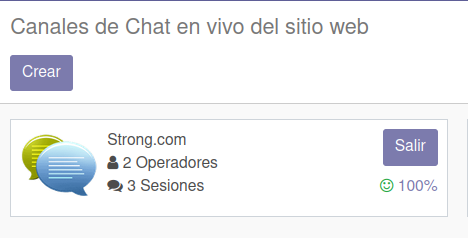 Canales de Chat en vivo del sitio web
Crear
Strong.com
Salir
2 Operadores
3 Sesiones
100%